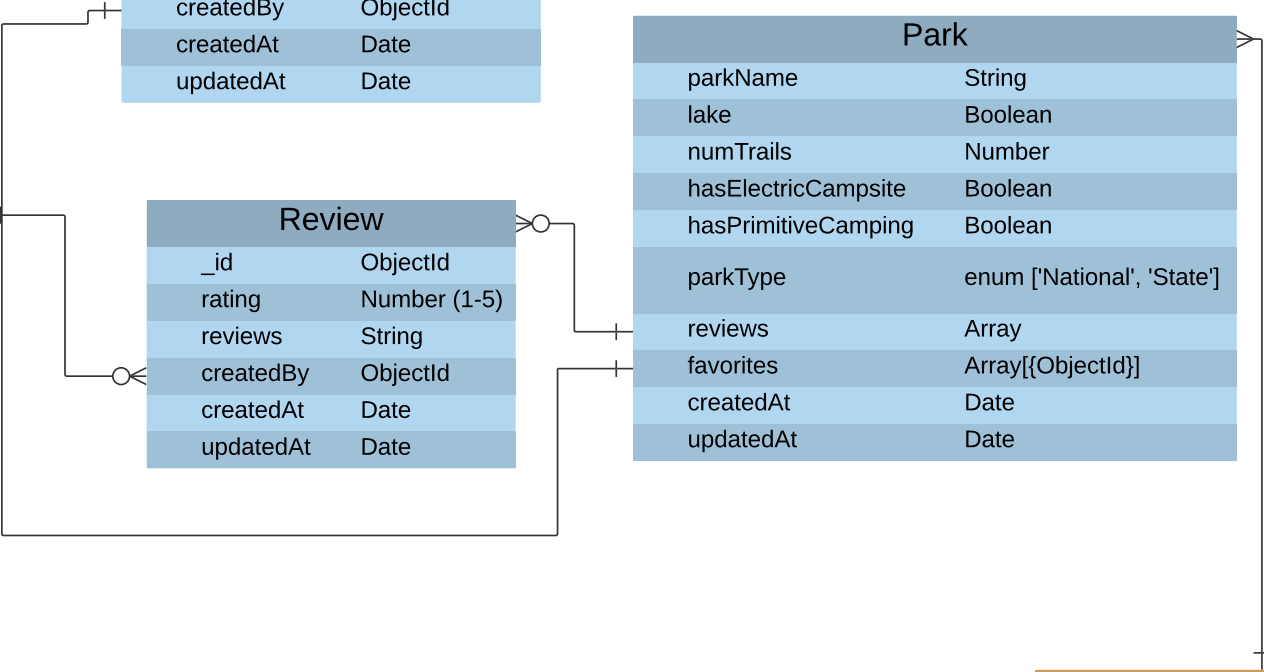 createdBy ObjectId
createdAt Date
updatedAt Date
Review
_id ObjectId
rating Number (1-5)
reviews String
createdBy ObjectId
createdAt Date
updatedAt Date
Park
parkName String
lake Boolean
numTrails Number
hasElectricCampsite Boolean
hasPrimitiveCamping Boolean
parkType enum ['National', 'State']
reviews Array
favorites Array[{ObjectId}]
createdAt Date
updatedAt Date